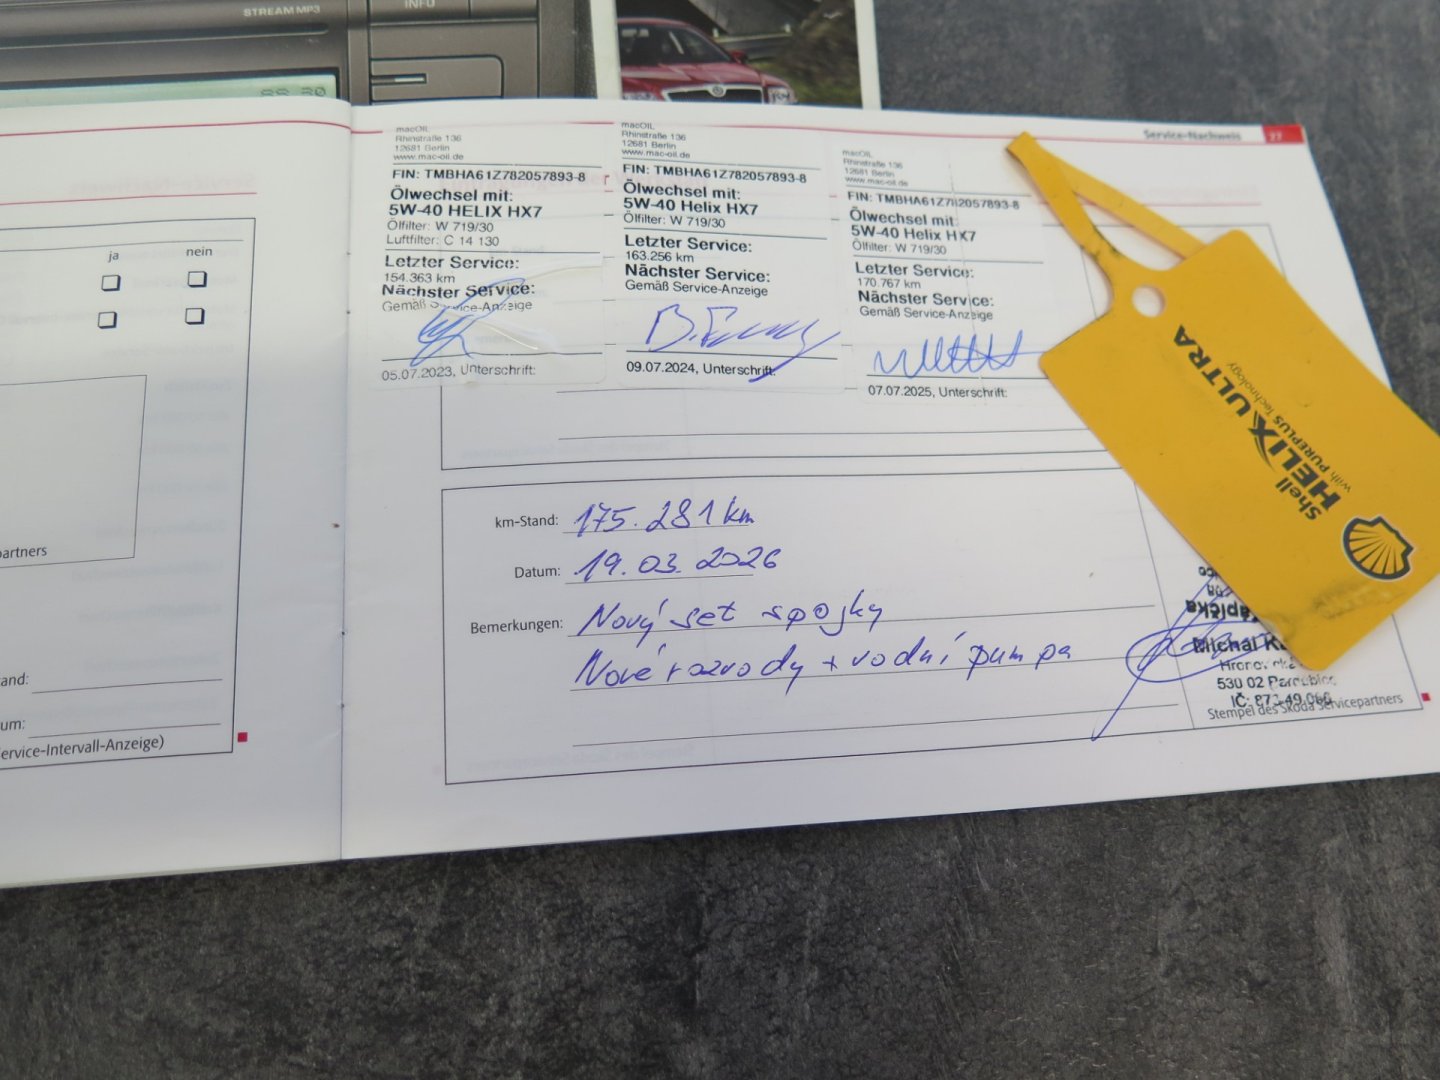 STREAM MP3
INFO
Service-Nachweis 27
ja nein
partners
macOIL
Rhinstraße 136
12681 Berlin
www.mac-oil.de
FIN: TMBHA61Z782057893-8
Ölwechsel mit:
5W-40 HELIX HX7
Ölfilter: W 719/30
Luftfilter: C 14 130
Letzter Service:
154.363 km
Nächster Service:
Gemäß Service-Anzeige
05.07.2023, Unterschrift:
macOIL
Rhinstraße 136
12681 Berlin
www.mac-oil.de
FIN: TMBHA61Z782057893-8
Ölwechsel mit:
5W-40 Helix HX7
Ölfilter: W 719/30
Letzter Service:
163.256 km
Nächster Service:
Gemäß Service-Anzeige
09.07.2024, Unterschrift:
macOIL
Rhinstraße 136
12681 Berlin
www.mac-oil.de
FIN: TMBHA61Z782057893-8
Ölwechsel mit:
5W-40 Helix HX7
Ölfilter: W 719/30
Letzter Service:
170.767 km
Nächster Service:
Gemäß Service-Anzeige
07.07.2025, Unterschrift:
Shell
HELIX ULTRA
with PUREPLUS Technology
km-Stand: 175.281 km
Datum: 19.03.2026
Bemerkungen: Nový set spojky
Nové rozvody + vodní pumpa
Michal
530 02 Pardubice
Stempel des Škoda Servicepartners
and:
um:
ervice-Intervall-Anzeige)